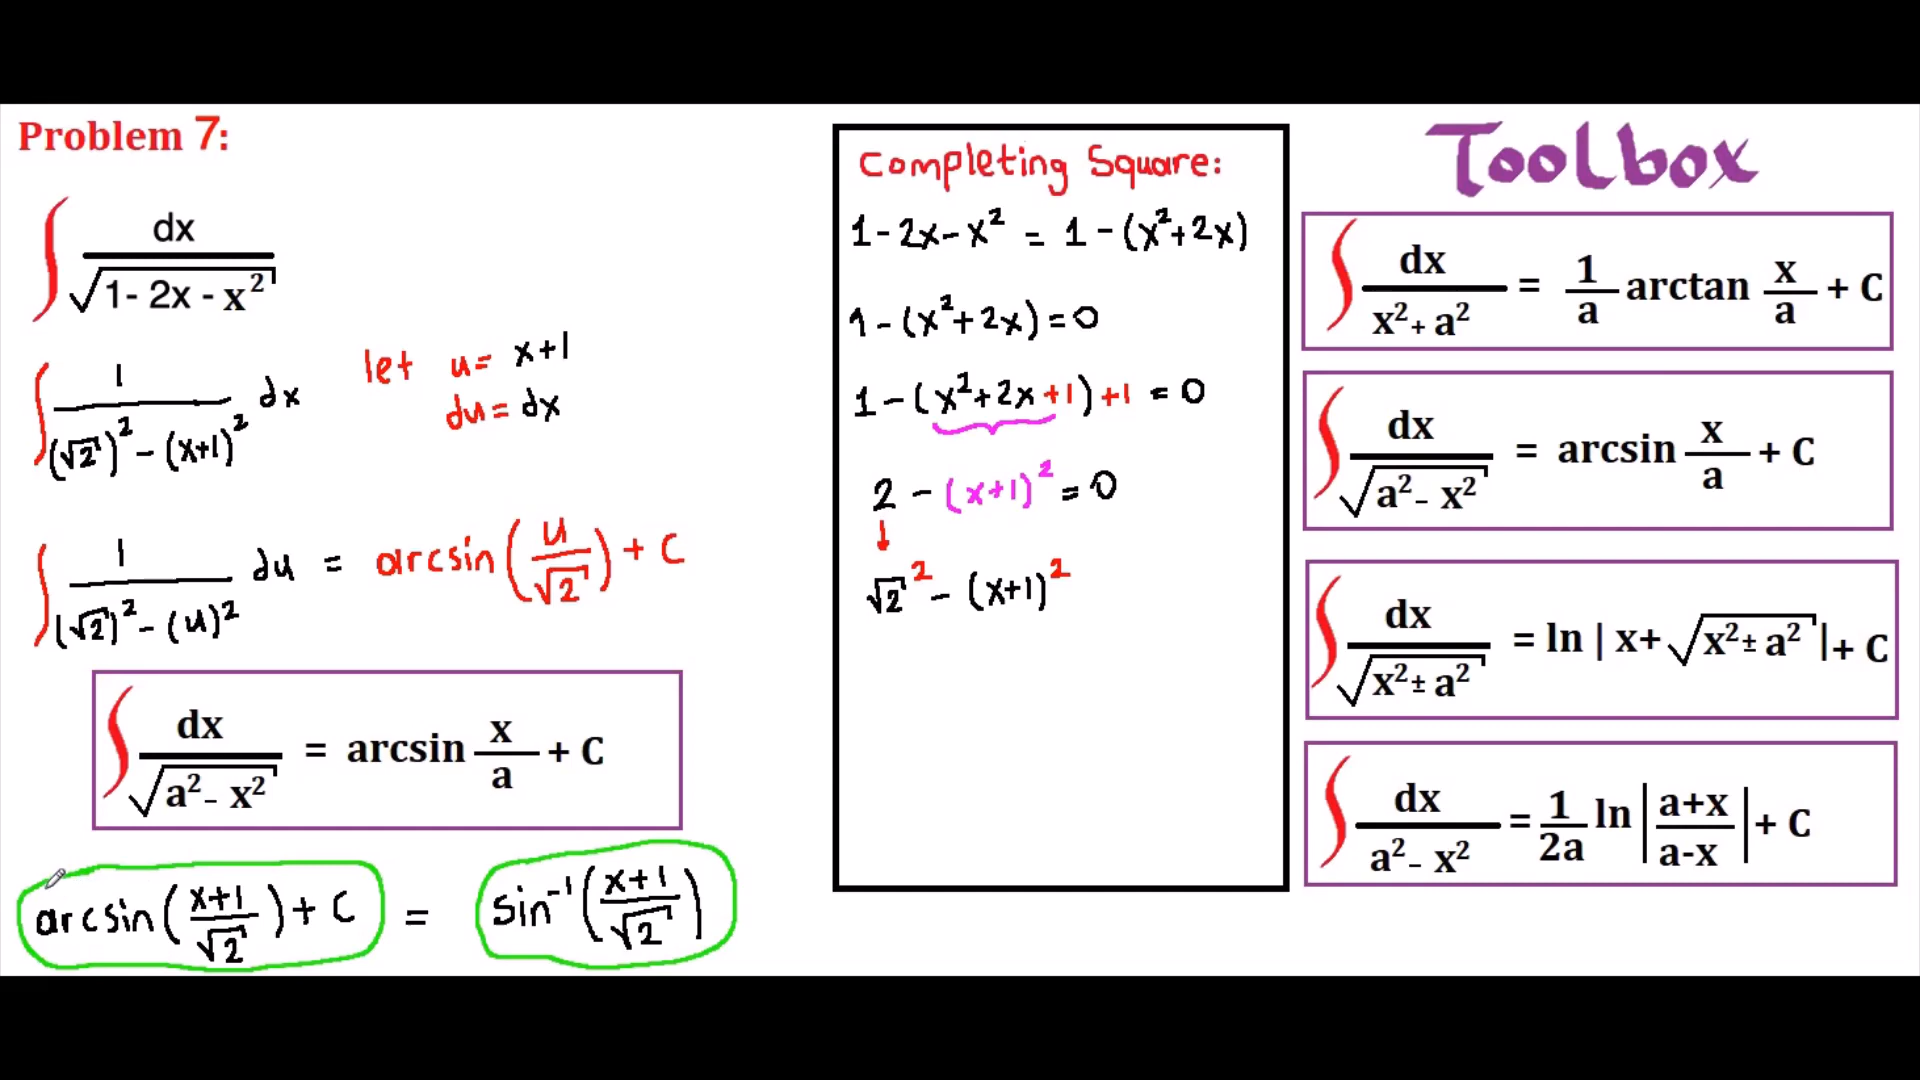 Problem 7:
∫ dx / √(1- 2x - x²)
∫ 1 / (√2)² - (x+1)² dx
let u = x+1
du = dx
∫ 1 / (√2)² - (u)² du = arcsin(u/√2) + C
∫ dx / √(a² - x²) = arcsin x/a + C
arcsin(x+1/√2) + C = sin⁻¹(x+1/√2)
Completing Square:
1 - 2x - x² = 1 - (x² + 2x)
1 - (x² + 2x) = 0
1 - (x² + 2x + 1) + 1 = 0
2 - (x+1)² = 0
√2² - (x+1)²
Toolbox
∫ dx / x² + a² = 1/a arctan x/a + C
∫ dx / √(a² - x²) = arcsin x/a + C
∫ dx / √(x² ± a²) = ln | x + √(x² ± a²) | + C
∫ dx / a² - x² = 1/2a ln | a+x / a-x | + C